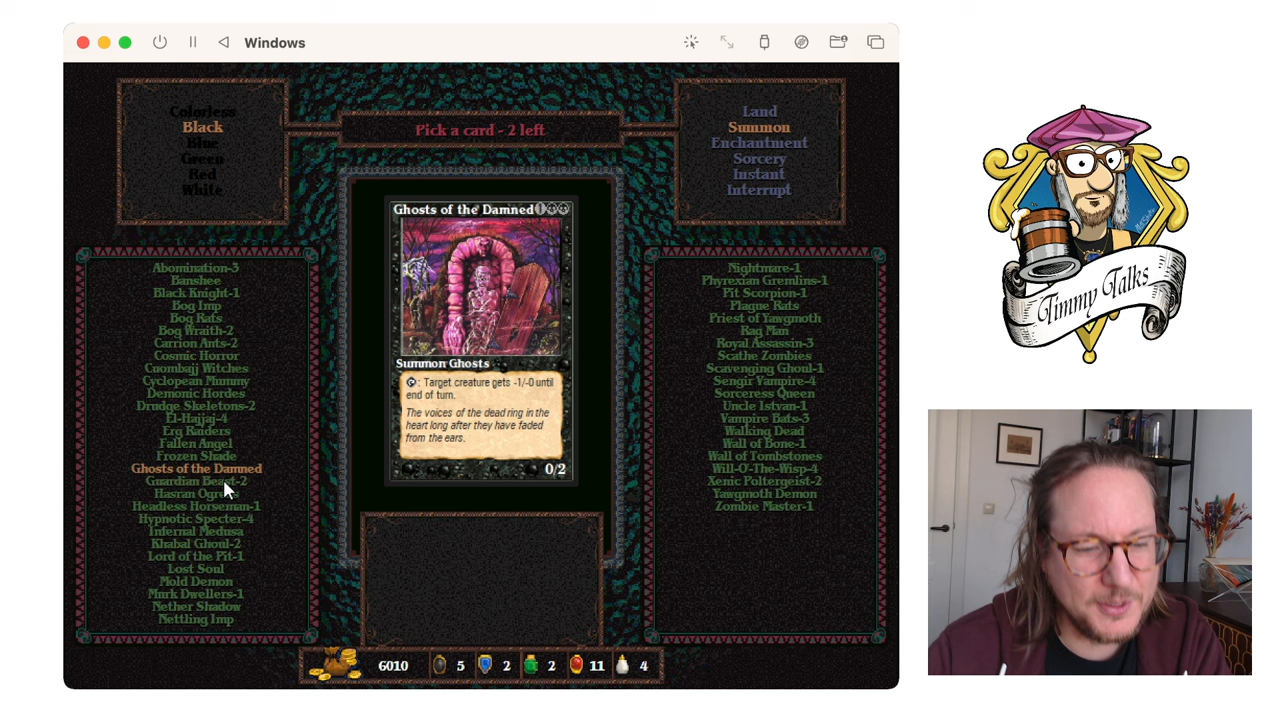 Windows
Colorless
Black
Blue
Green
Red
White
Pick a card - 2 left
Land
Summon
Enchantment
Sorcery
Instant
Interrupt
Ghosts of the Damned
Summon Ghosts
: Target creature gets -1/-0 until
end of turn.
The voices of the dead ring in the
heart long after they have faded
from the ears.
0/2
Abomination-3
Banshee
Black Knight-1
Bog Imp
Bog Rats
Bog Wraith-2
Carrion Ants-2
Cosmic Horror
Cuombajj Witches
Cyclopean Mummy
Demonic Hordes
Drudge Skeletons-2
El-Hajjaj-4
Erg Raiders
Fallen Angel
Frozen Shade
Ghosts of the Damned
Guardian Beast-2
Hasran Ogress
Headless Horseman-1
Hypnotic Specter-4
Infernal Medusa
Khabal Ghoul-2
Lord of the Pit-1
Lost Soul
Mold Demon
Murk Dwellers-1
Nether Shadow
Nettling Imp
Nightmare-1
Phyrexian Gremlins-1
Pit Scorpion-1
Plague Rats
Priest of Yawgmoth
Rag Man
Royal Assassin-3
Scathe Zombies
Scavenging Ghoul-1
Sengir Vampire-4
Sorceress Queen
Uncle Istvan-1
Vampire Bats-3
Walking Dead
Wall of Bone-1
Wall of Tombstones
Will-O'-The-Wisp-4
Xenic Poltergeist-2
Yawgmoth Demon
Zombie Master-1
6010 5 2 2 11 4
Timmy Talks